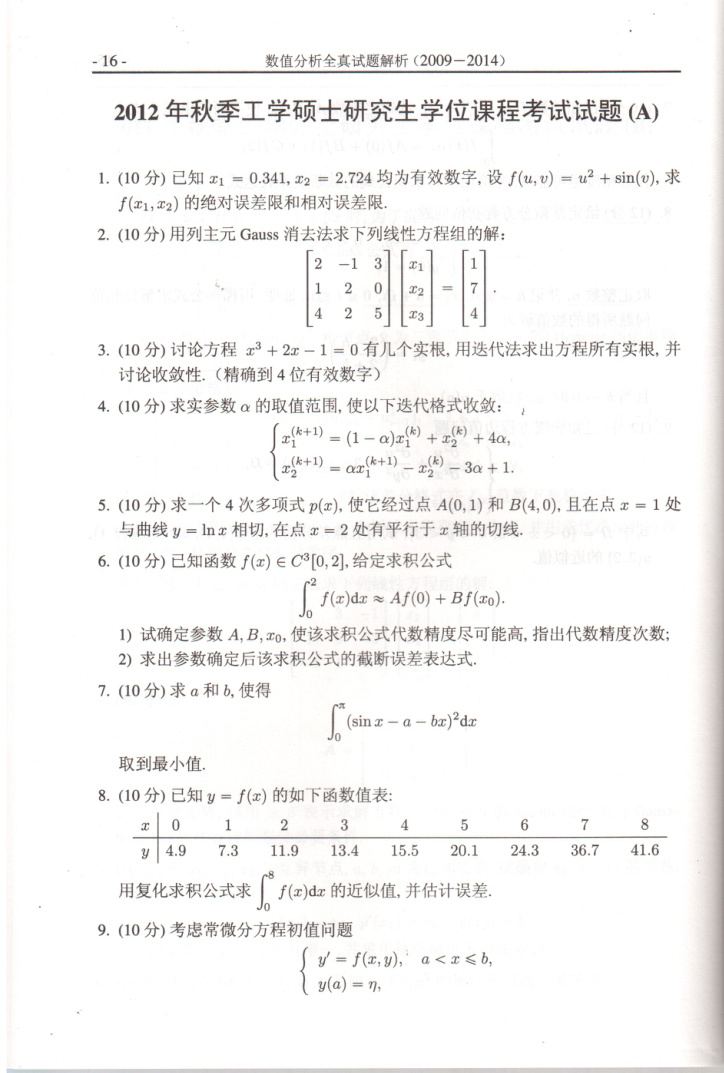 - 16 -
数值分析全真试题解析(2009-2014)
2012 年秋季工学硕士研究生学位课程考试试题 (A)
1. (10 分) 已知 x₁ = 0.341, x₂ = 2.724 均为有效数字, 设 f(u,v) = u² + sin(v), 求
f(x₁, x₂) 的绝对误差限和相对误差限.
2. (10 分) 用列主元 Gauss 消去法求下列线性方程组的解:
[2 -1 3] [x₁] [1]
[1 2 0] [x₂] = [7] .
[4 2 5] [x₃] [4]
3. (10 分) 讨论方程 x³ + 2x - 1 = 0 有几个实根, 用迭代法求出方程所有实根, 并
讨论收敛性. (精确到 4 位有效数字)
4. (10 分) 求实参数 α 的取值范围, 使以下迭代格式收敛:
{ x₁^(k+1) = (1 - α)x₁^(k) + x₂^(k) + 4α,
x₂^(k+1) = αx₁^(k+1) - x₂^(k) - 3α + 1.
5. (10 分) 求一个 4 次多项式 p(x), 使它经过点 A(0,1) 和 B(4,0), 且在点 x = 1 处
与曲线 y = ln x 相切, 在点 x = 2 处有平行于 x 轴的切线.
6. (10 分) 已知函数 f(x) ∈ C³[0,2], 给定求积公式
∫₀² f(x)dx ≈ Af(0) + Bf(x₀).
1) 试确定参数 A, B, x₀, 使该求积公式代数精度尽可能高, 指出代数精度次数;
2) 求出参数确定后该求积公式的截断误差表达式.
7. (10 分) 求 a 和 b, 使得
∫₀^π (sin x - a - bx)²dx
取到最小值.
8. (10 分) 已知 y = f(x) 的如下函数值表:
x 0 1 2 3 4 5 6 7 8
y 4.9 7.3 11.9 13.4 15.5 20.1 24.3 36.7 41.6
用复化求积公式求 ∫₀⁸ f(x)dx 的近似值, 并估计误差.
9. (10 分) 考虑常微分方程初值问题
{ y′ = f(x, y), a < x ⩽ b,
y(a) = η,